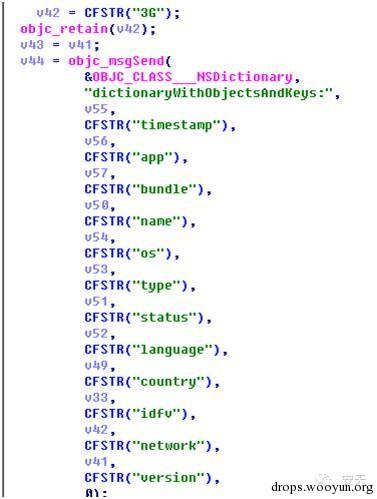 v42 = CFSTR("3G");
objc_retain(v42);
v43 = v41;
v44 = objc_msgSend(
&OBJC_CLASS___NSDictionary,
"dictionaryWithObjectsAndKeys:",
v55,
CFSTR("timestamp"),
v56,
CFSTR("app"),
v57,
CFSTR("bundle"),
v50,
CFSTR("name"),
v54,
CFSTR("os"),
v53,
CFSTR("type"),
v51,
CFSTR("status"),
v52,
CFSTR("language"),
v49,
CFSTR("country"),
v33,
CFSTR("idfv"),
v42,
CFSTR("network"),
v41,
CFSTR("version"),
0);
安天
drops.wooyun.org